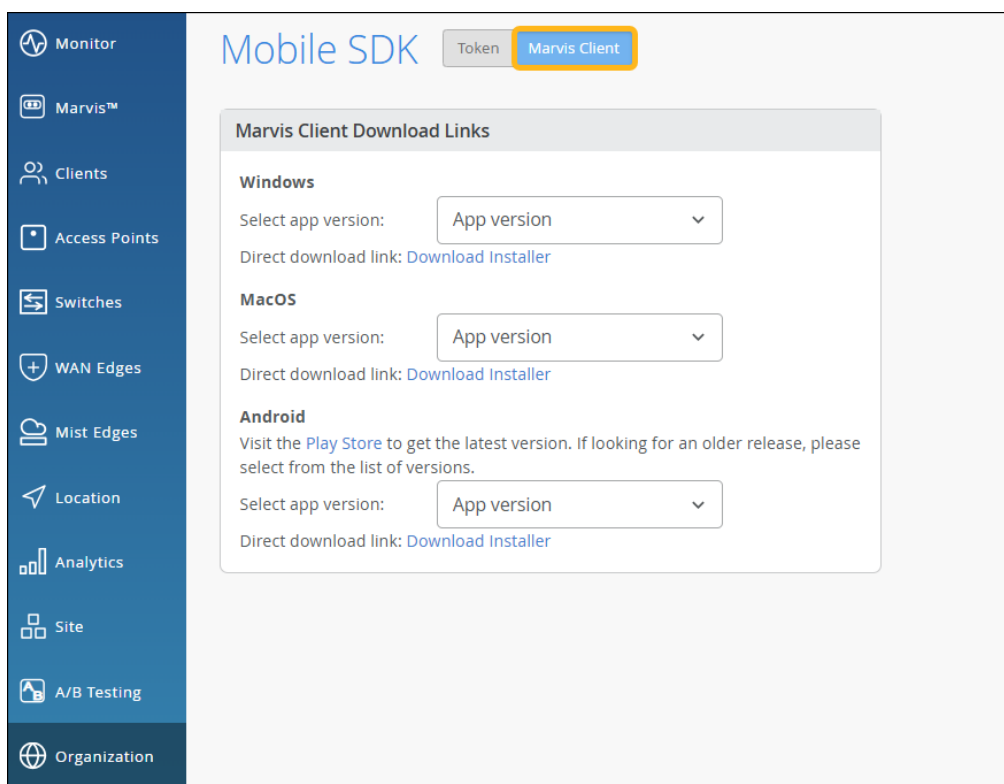 Monitor
Marvis™
Clients
Access Points
Switches
WAN Edges
Mist Edges
Location
Analytics
Site
A/B Testing
Organization
Mobile SDK Token Marvis Client
Marvis Client Download Links
Windows
Select app version: App version
Direct download link: Download Installer
MacOS
Select app version: App version
Direct download link: Download Installer
Android
Visit the Play Store to get the latest version. If looking for an older release, please
select from the list of versions.
Select app version: App version
Direct download link: Download Installer